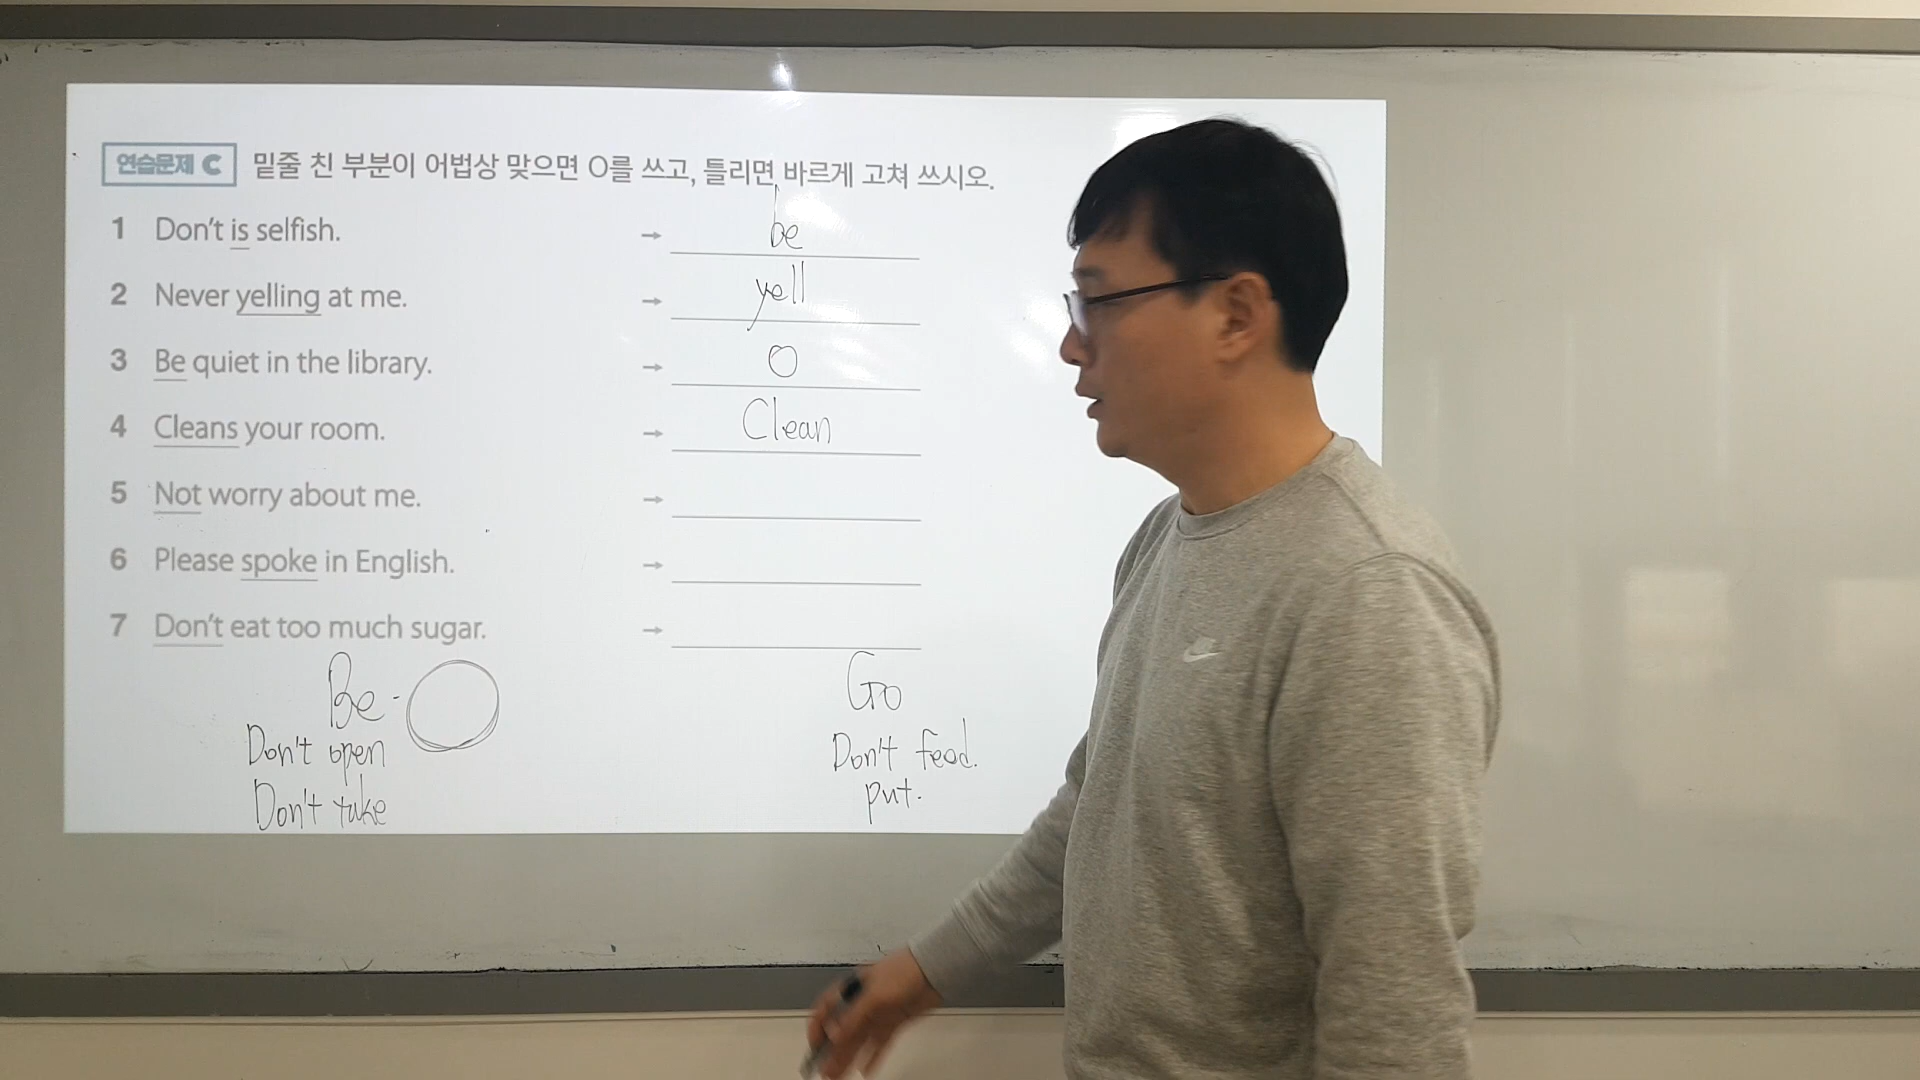 연습문제 C 밑줄 친 부분이 어법상 맞으면 O를 쓰고, 틀리면 바르게 고쳐 쓰시오.
1 Don't is selfish. → be
2 Never yelling at me. → yell
3 Be quiet in the library. → O
4 Cleans your room. → Clean
5 Not worry about me. →
6 Please spoke in English. →
7 Don't eat too much sugar. →
Be - Go
Don't open Don't feed.
Don't take put.